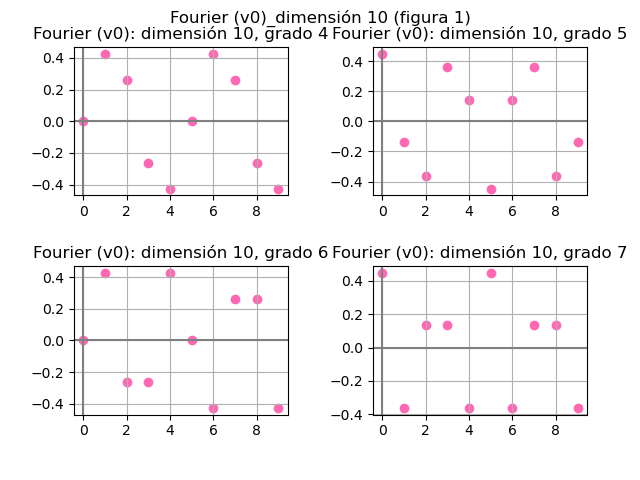 Fourier (v0)_dimensión 10 (figura 1)
Fourier (v0): dimensión 10, grado 4 Fourier (v0): dimensión 10, grado 5
0.4 0.4
0.2 0.2
0.0 0.0
−0.2 −0.2
−0.4 −0.4
0 2 4 6 8 0 2 4 6 8
Fourier (v0): dimensión 10, grado 6 Fourier (v0): dimensión 10, grado 7
0.4 0.4
0.2 0.2
0.0 0.0
−0.2 −0.2
−0.4 −0.4
0 2 4 6 8 0 2 4 6 8